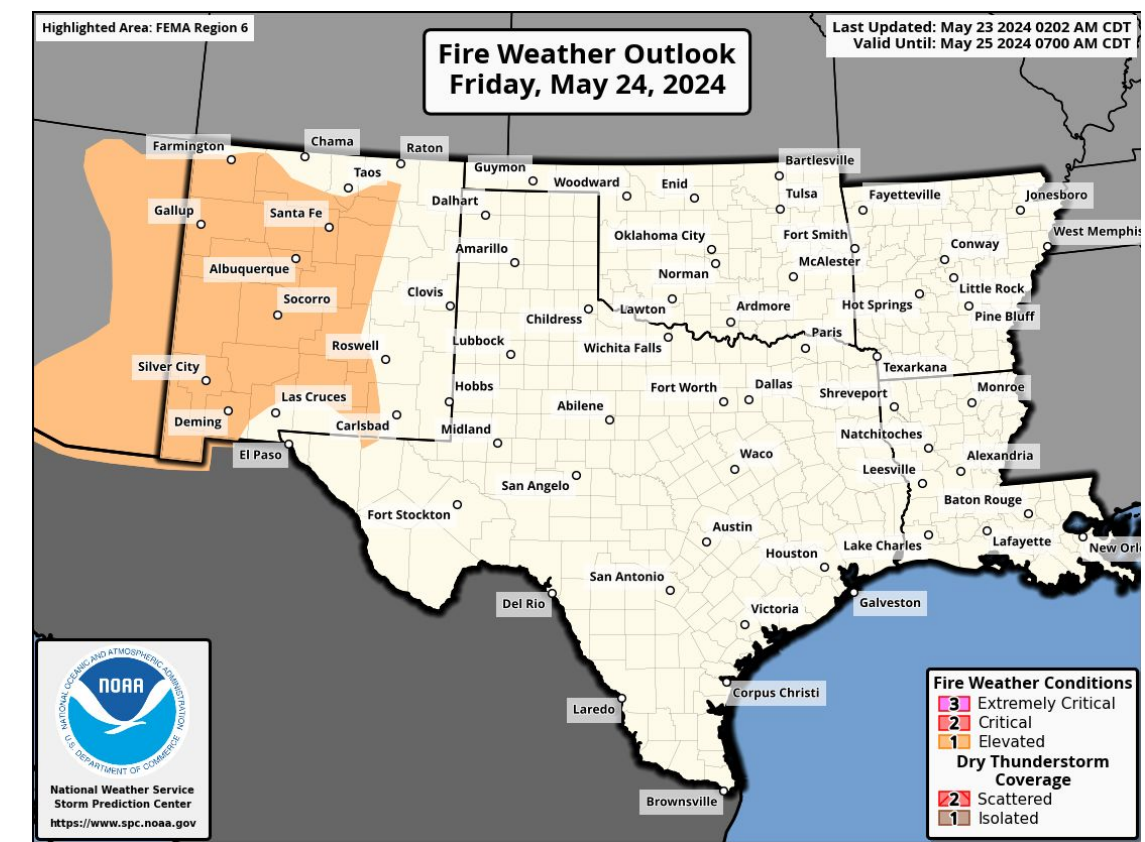 Highlighted Area: FEMA Region 6
Fire Weather Outlook
Friday, May 24, 2024
Last Updated: May 23 2024 0202 AM CDT
Valid Until: May 25 2024 0700 AM CDT
Farmington
Chama
Raton
Taos
Guymon
Bartlesville
Woodward
Enid
Tulsa
Fayetteville
Jonesboro
Dalhart
Gallup
Santa Fe
Oklahoma City
Fort Smith
West Memphis
Amarillo
Conway
Albuquerque
Norman
McAlester
Socorro
Clovis
Little Rock
Hot Springs
Childress
Lawton
Ardmore
Pine Bluff
Roswell
Lubbock
Wichita Falls
Paris
Silver City
Texarkana
Hobbs
Fort Worth
Dallas
Monroe
Las Cruces
Shreveport
Abilene
Deming
Carlsbad
Midland
Natchitoches
El Paso
Waco
Alexandria
Leesville
San Angelo
Baton Rouge
Fort Stockton
Austin
Lake Charles
Lafayette
New Orl
Houston
San Antonio
Del Rio
Galveston
Victoria
Corpus Christi
Laredo
Brownsville
NATIONAL OCEANIC AND ATMOSPHERIC ADMINISTRATION
NOAA
U.S. DEPARTMENT OF COMMERCE
National Weather Service
Storm Prediction Center
https://www.spc.noaa.gov
Fire Weather Conditions
3 Extremely Critical
2 Critical
1 Elevated
Dry Thunderstorm
Coverage
2 Scattered
1 Isolated